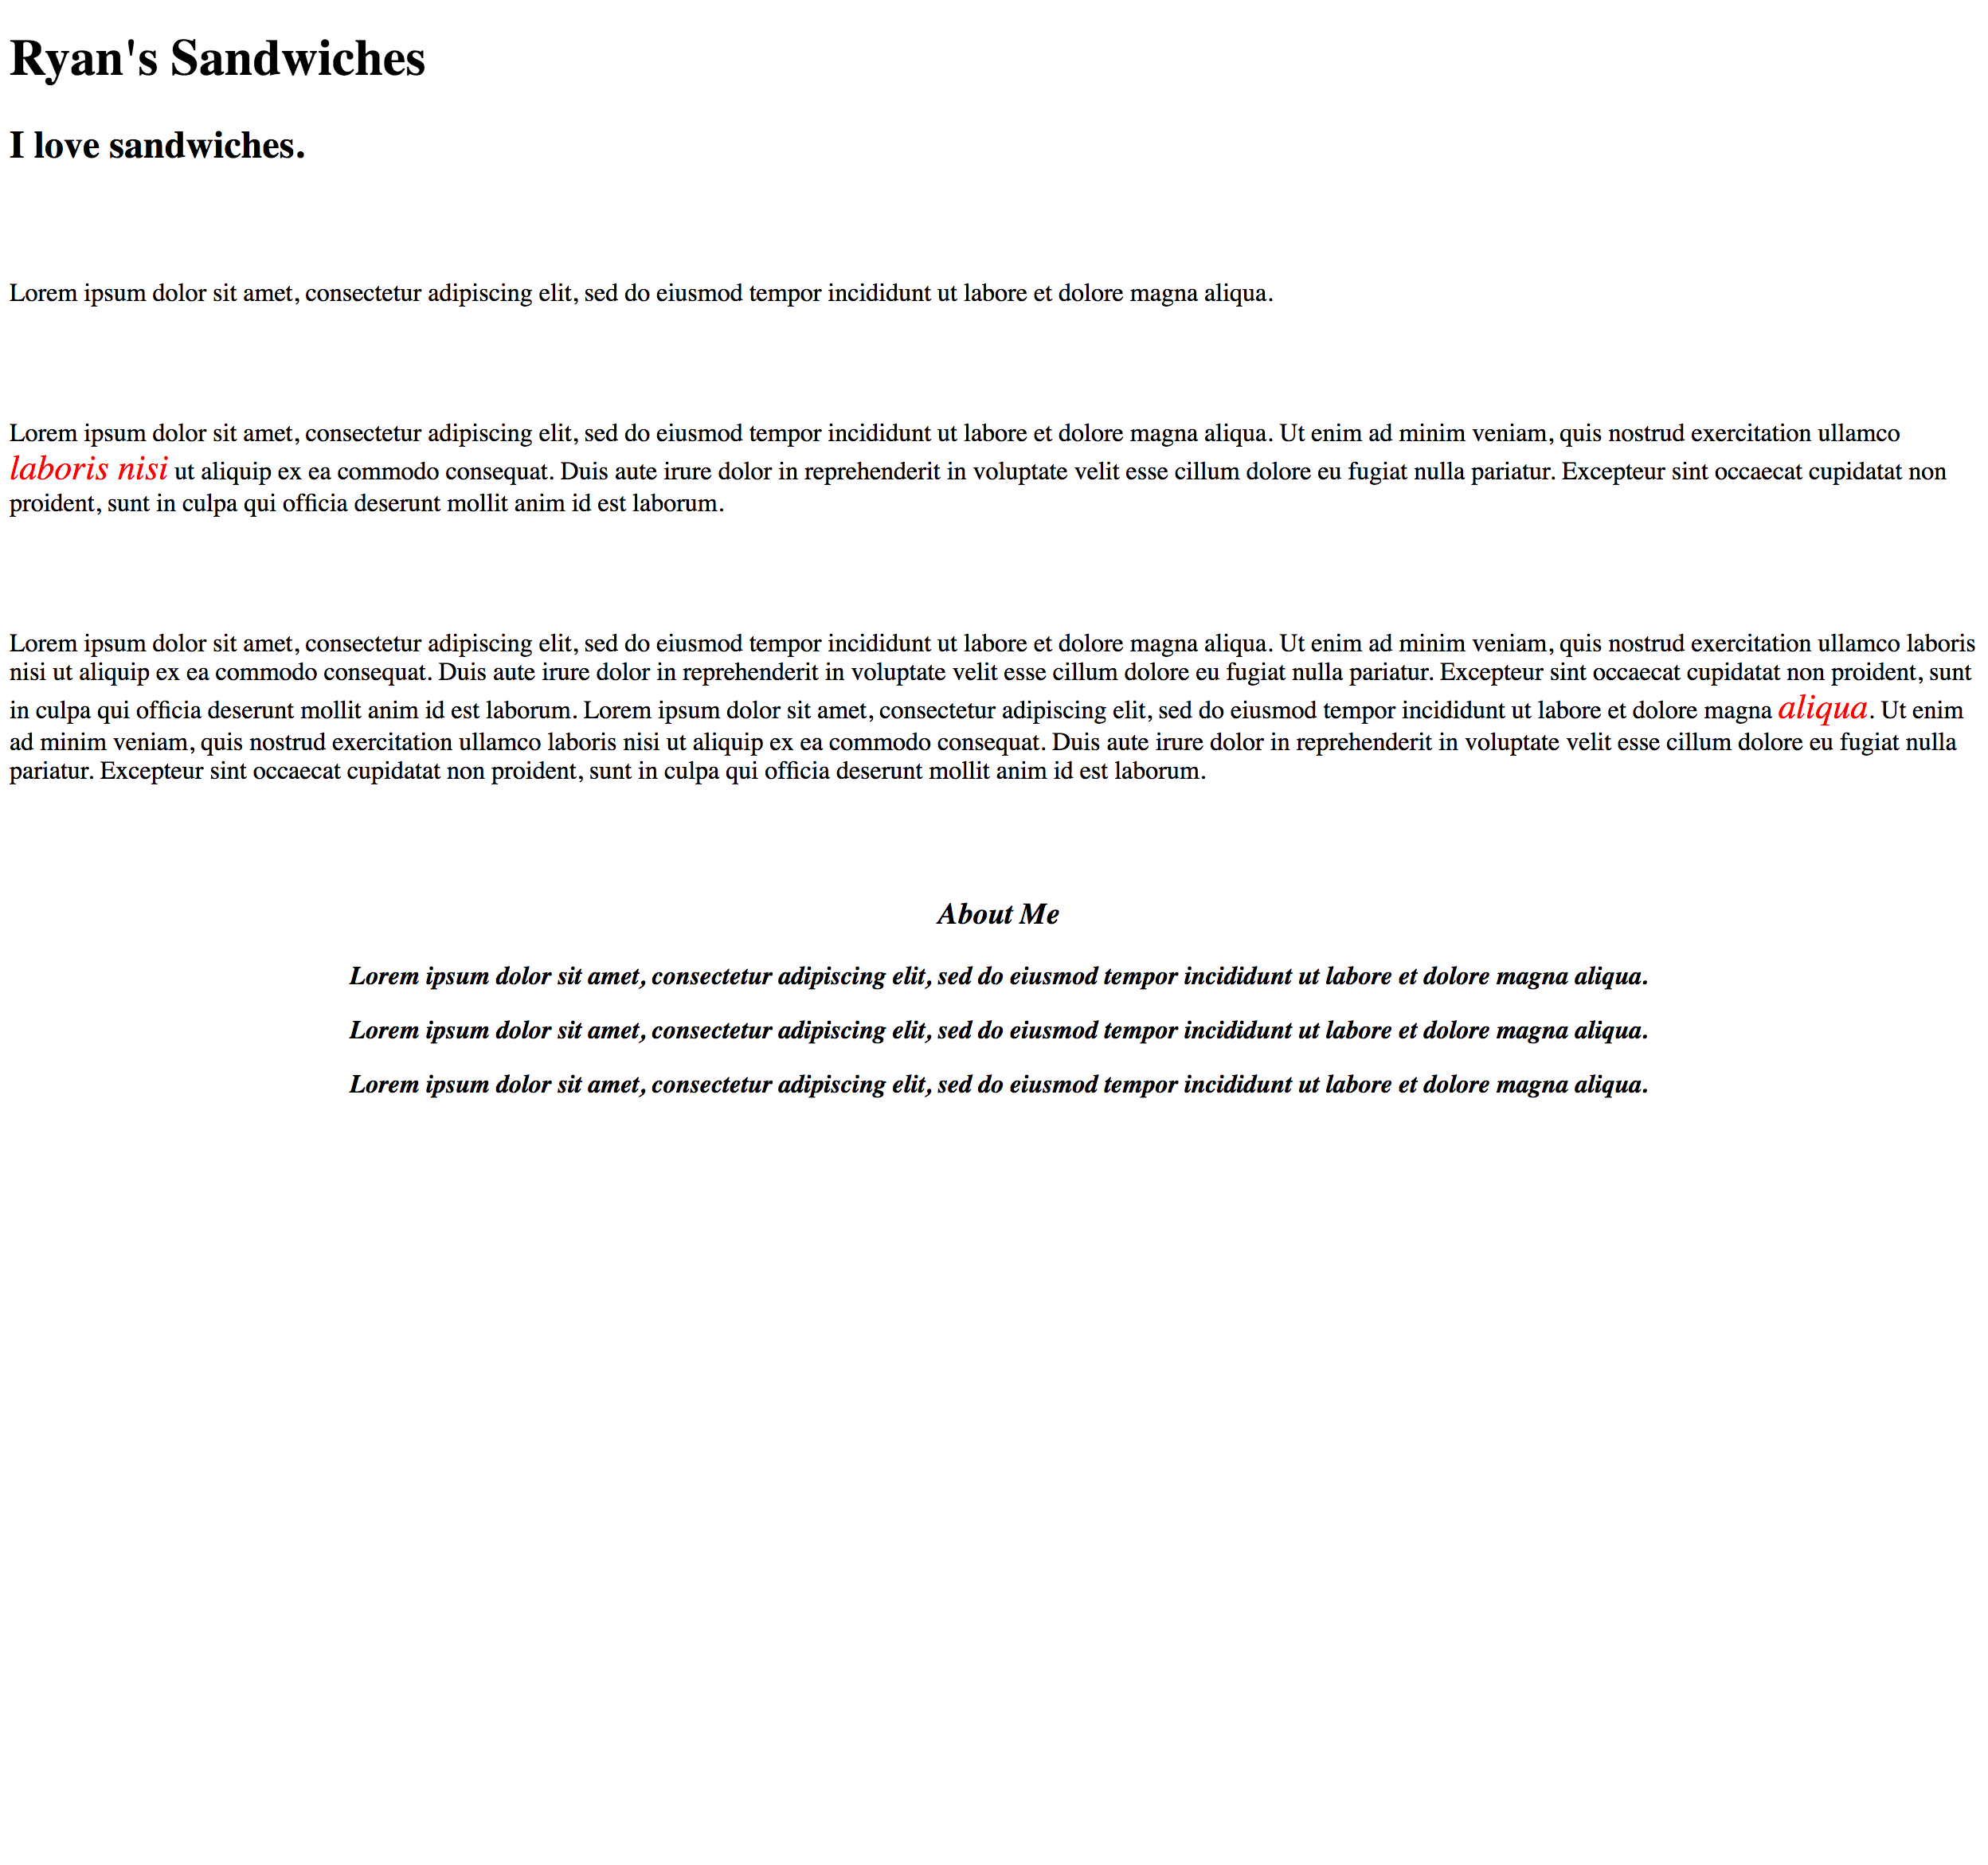 Ryan's Sandwiches
I love sandwiches.
Lorem ipsum dolor sit amet, consectetur adipiscing elit, sed do eiusmod tempor incididunt ut labore et dolore magna aliqua.
Lorem ipsum dolor sit amet, consectetur adipiscing elit, sed do eiusmod tempor incididunt ut labore et dolore magna aliqua. Ut enim ad minim veniam, quis nostrud exercitation ullamco
laboris nisi ut aliquip ex ea commodo consequat. Duis aute irure dolor in reprehenderit in voluptate velit esse cillum dolore eu fugiat nulla pariatur. Excepteur sint occaecat cupidatat non
proident, sunt in culpa qui officia deserunt mollit anim id est laborum.
Lorem ipsum dolor sit amet, consectetur adipiscing elit, sed do eiusmod tempor incididunt ut labore et dolore magna aliqua. Ut enim ad minim veniam, quis nostrud exercitation ullamco laboris
nisi ut aliquip ex ea commodo consequat. Duis aute irure dolor in reprehenderit in voluptate velit esse cillum dolore eu fugiat nulla pariatur. Excepteur sint occaecat cupidatat non proident, sunt
in culpa qui officia deserunt mollit anim id est laborum. Lorem ipsum dolor sit amet, consectetur adipiscing elit, sed do eiusmod tempor incididunt ut labore et dolore magna aliqua. Ut enim
ad minim veniam, quis nostrud exercitation ullamco laboris nisi ut aliquip ex ea commodo consequat. Duis aute irure dolor in reprehenderit in voluptate velit esse cillum dolore eu fugiat nulla
pariatur. Excepteur sint occaecat cupidatat non proident, sunt in culpa qui officia deserunt mollit anim id est laborum.
About Me
Lorem ipsum dolor sit amet, consectetur adipiscing elit, sed do eiusmod tempor incididunt ut labore et dolore magna aliqua.
Lorem ipsum dolor sit amet, consectetur adipiscing elit, sed do eiusmod tempor incididunt ut labore et dolore magna aliqua.
Lorem ipsum dolor sit amet, consectetur adipiscing elit, sed do eiusmod tempor incididunt ut labore et dolore magna aliqua.